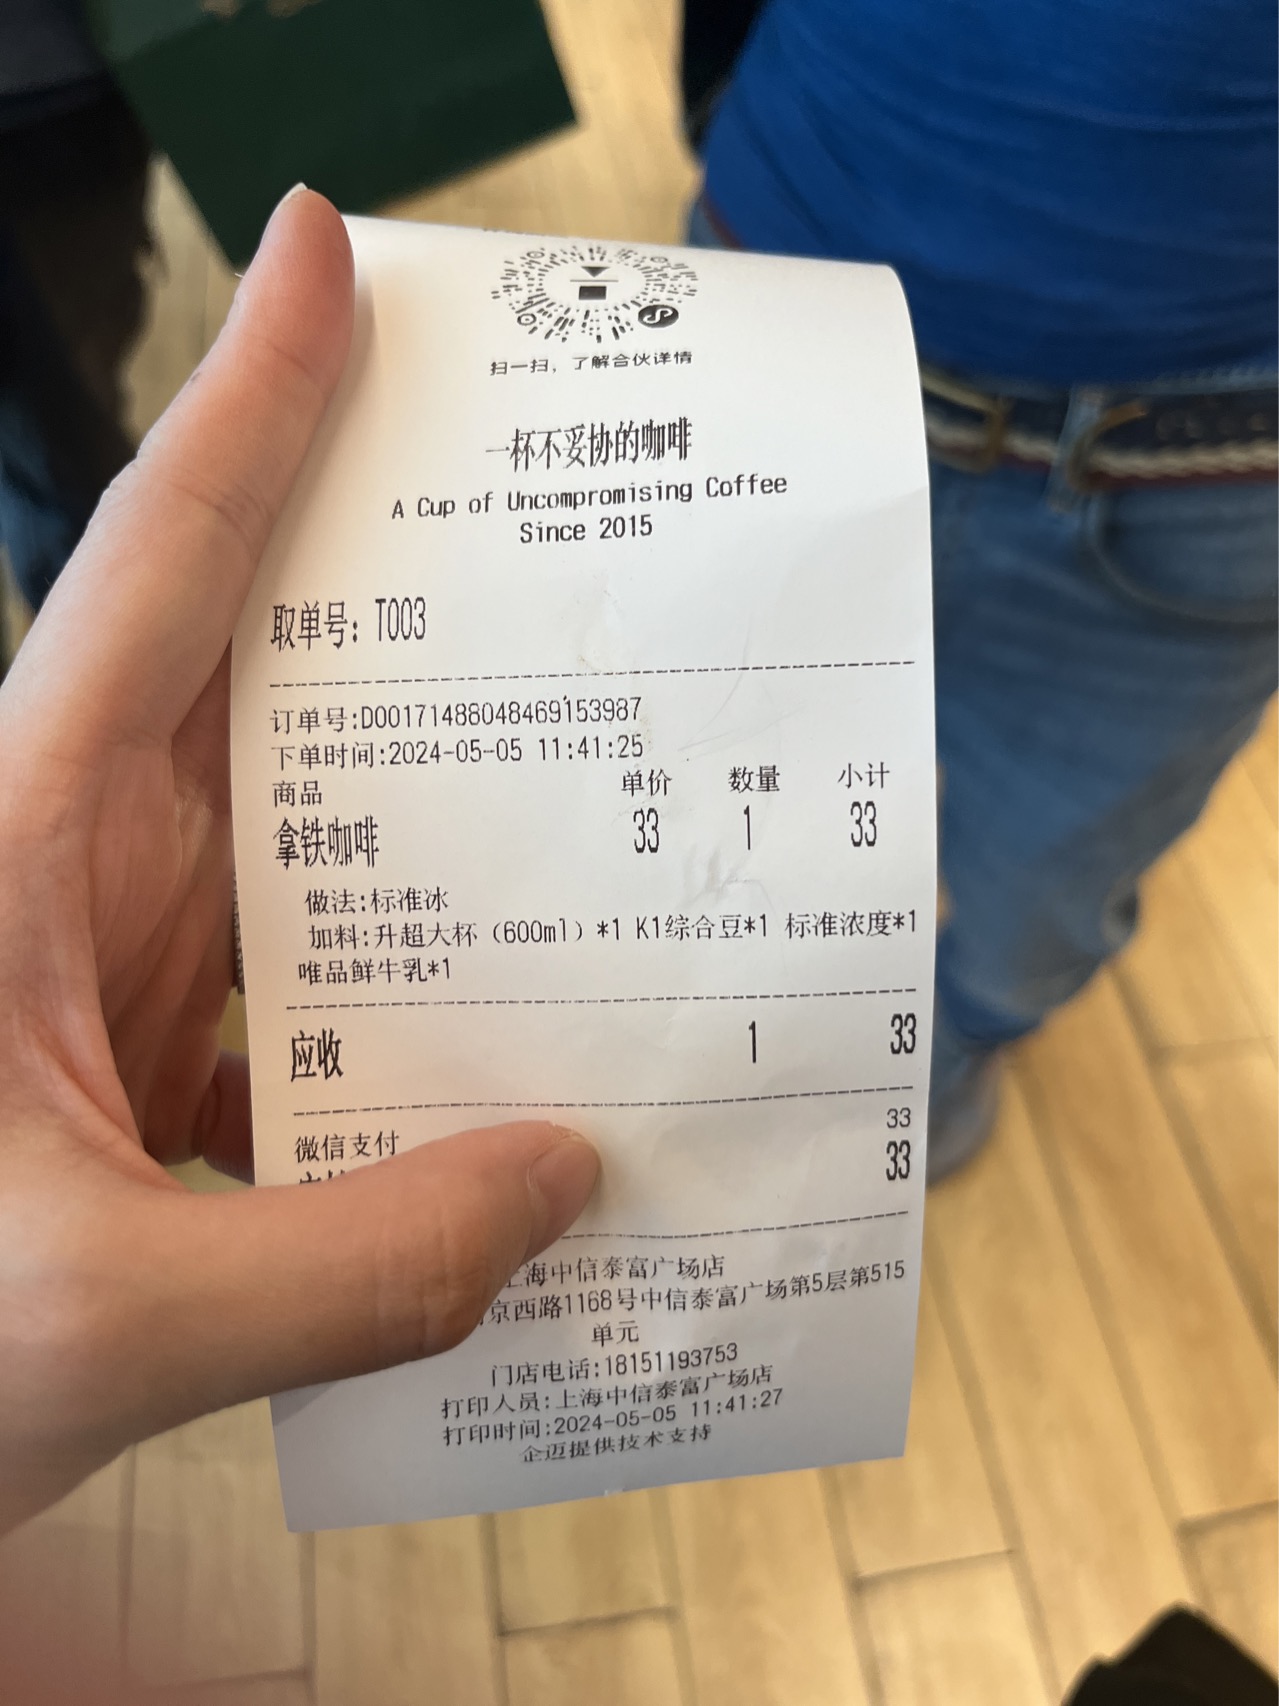 扫一扫，了解合伙详情
一杯不妥协的咖啡
A Cup of Uncompromising Coffee
Since 2015
取单号：T003
订单号:D00171488048469153987
下单时间:2024-05-05 11:41:25
商品 单价 数量 小计
拿铁咖啡 33 1 33
做法:标准冰
加料:升超大杯（600ml）*1 K1综合豆*1 标准浓度*1
唯品鲜牛乳*1
应收 1 33
微信支付 33
33
上海中信泰富广场店
京西路1168号中信泰富广场第5层第515
单元
门店电话:18151193753
打印人员:上海中信泰富广场店
打印时间:2024-05-05 11:41:27
企迈提供技术支持